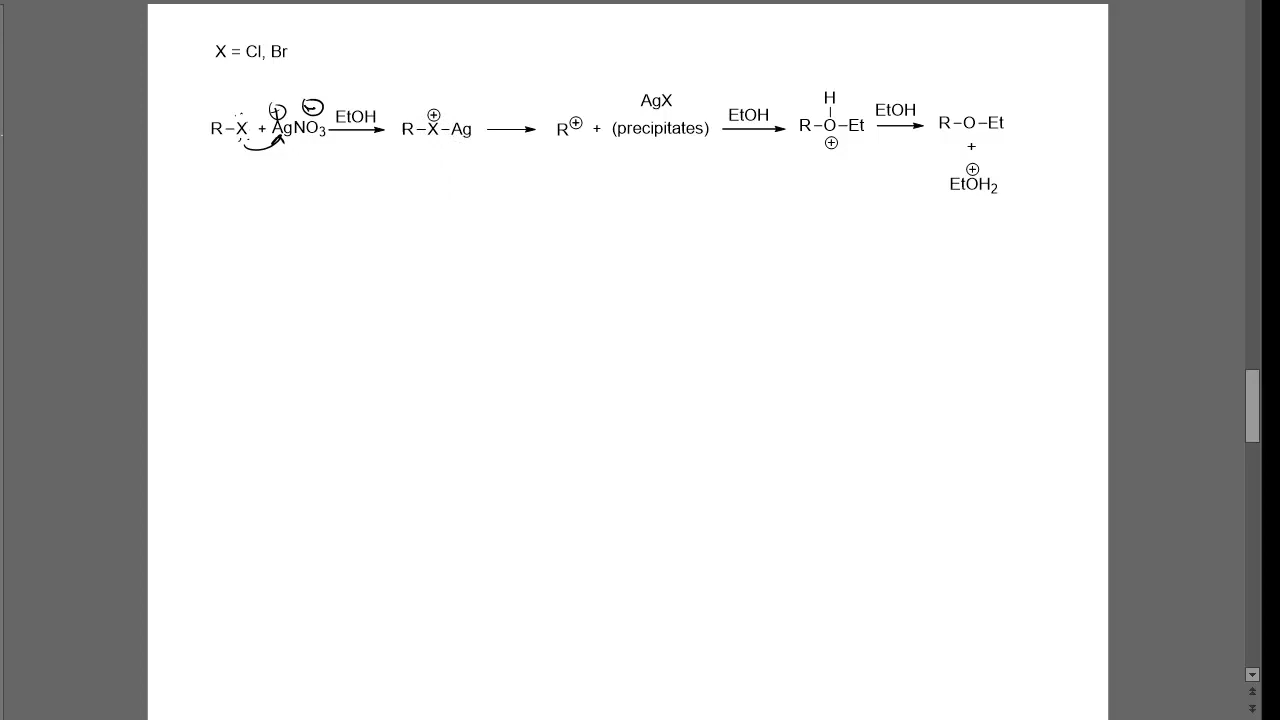 X = Cl, Br
R–X + AgNO₃ EtOH R–X–Ag ⊕ R⊕ + AgX (precipitates) EtOH R–O–Et H ⊕ EtOH R–O–Et
+
⊕
EtOH₂